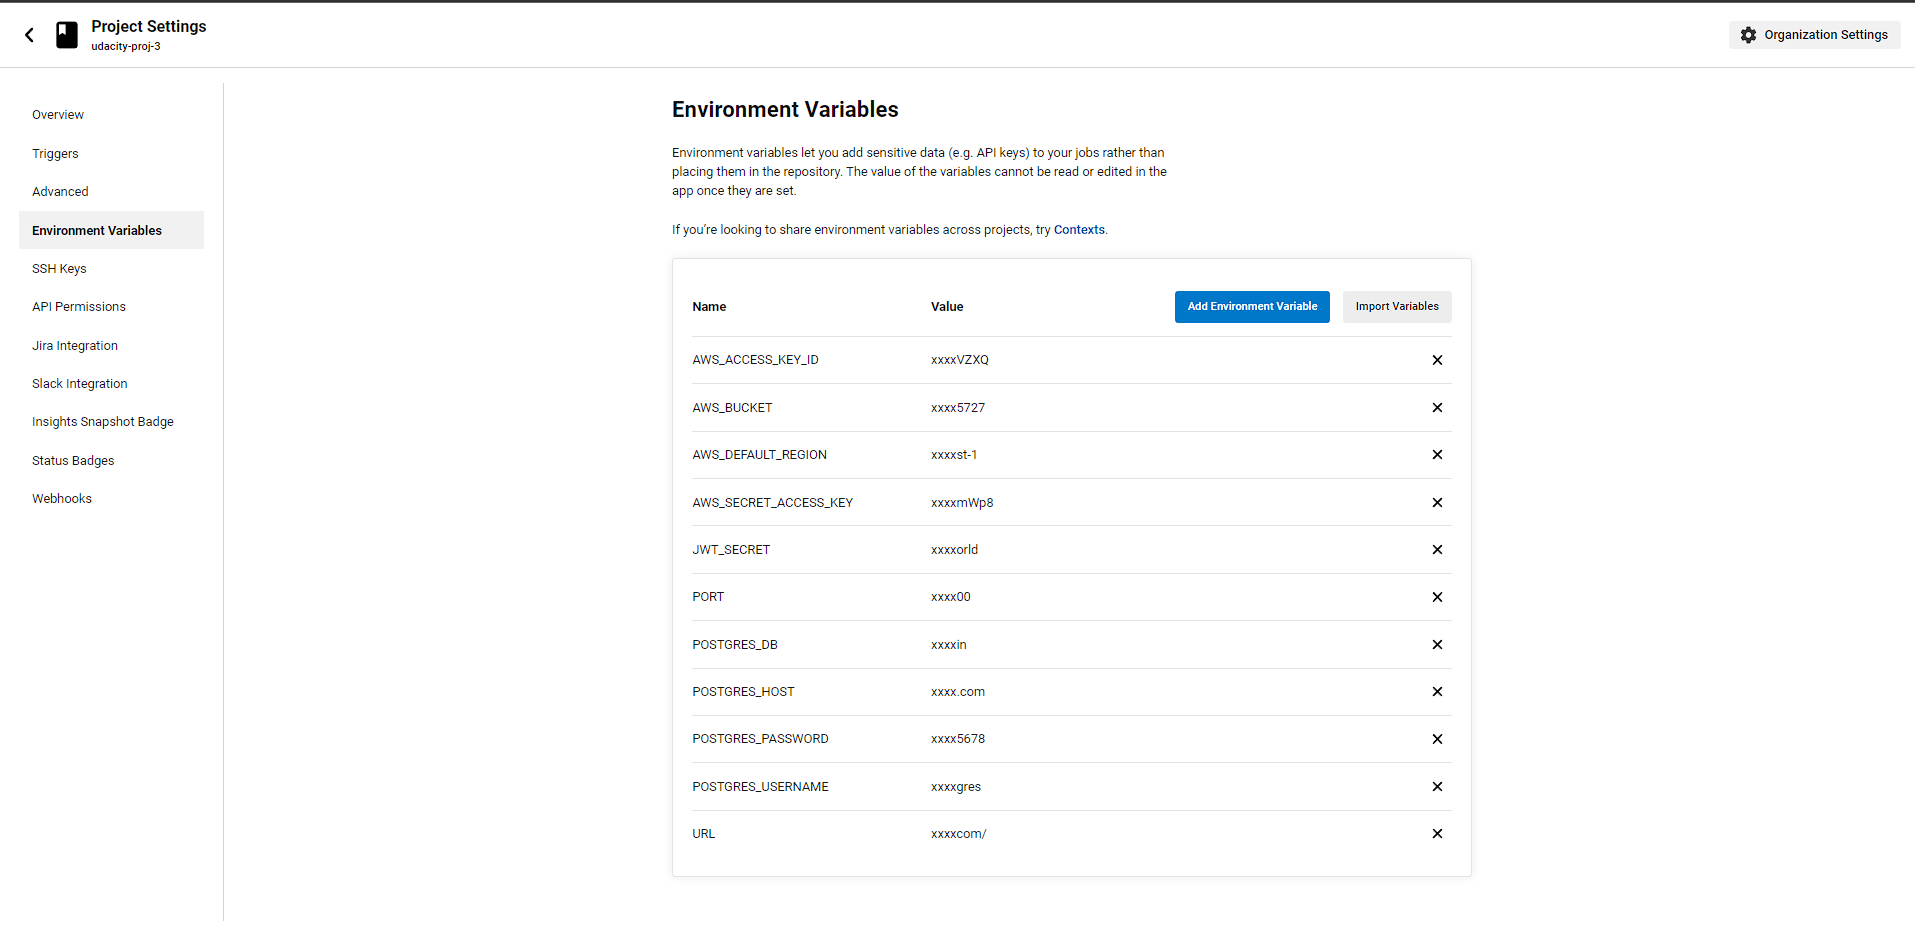 Project Settings
udacity-proj-3
Organization Settings
Overview
Triggers
Advanced
Environment Variables
SSH Keys
API Permissions
Jira Integration
Slack Integration
Insights Snapshot Badge
Status Badges
Webhooks
Environment Variables
Environment variables let you add sensitive data (e.g. API keys) to your jobs rather than
placing them in the repository. The value of the variables cannot be read or edited in the
app once they are set.
If you're looking to share environment variables across projects, try Contexts.
Name Value Add Environment Variable Import Variables
AWS_ACCESS_KEY_ID xxxxVZXQ
AWS_BUCKET xxxx5727
AWS_DEFAULT_REGION xxxxst-1
AWS_SECRET_ACCESS_KEY xxxxmWp8
JWT_SECRET xxxxorld
PORT xxxx00
POSTGRES_DB xxxxin
POSTGRES_HOST xxxx.com
POSTGRES_PASSWORD xxxx5678
POSTGRES_USERNAME xxxxgres
URL xxxxcom/